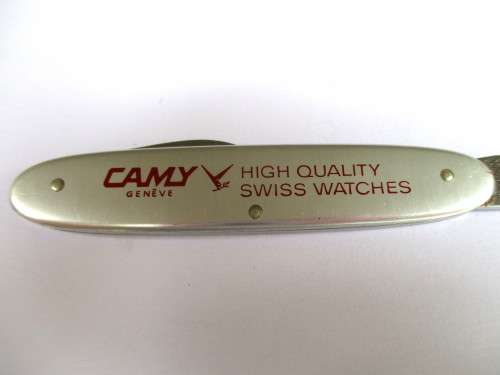 CAMY
GENÈVE
HIGH QUALITY
SWISS WATCHES